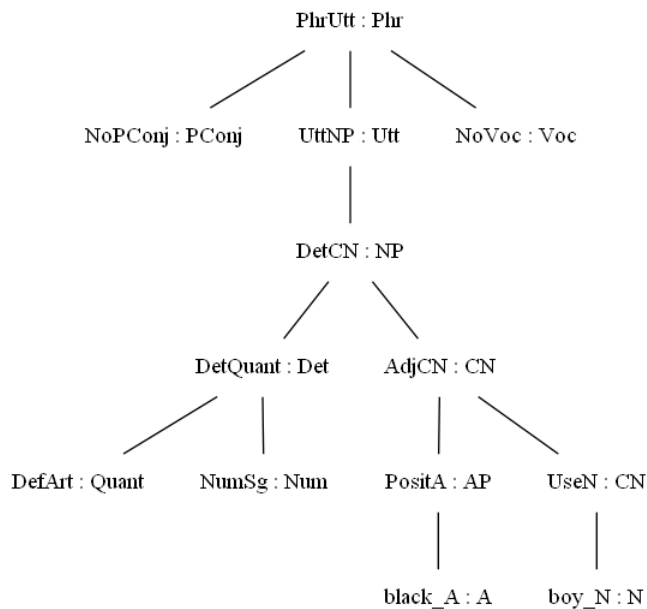 PhrUtt : Phr
NoPConj : PConj UttNP : Utt NoVoc : Voc
DetCN : NP
DetQuant : Det AdjCN : CN
DefArt : Quant NumSg : Num PositA : AP UseN : CN
black_A : A boy_N : N